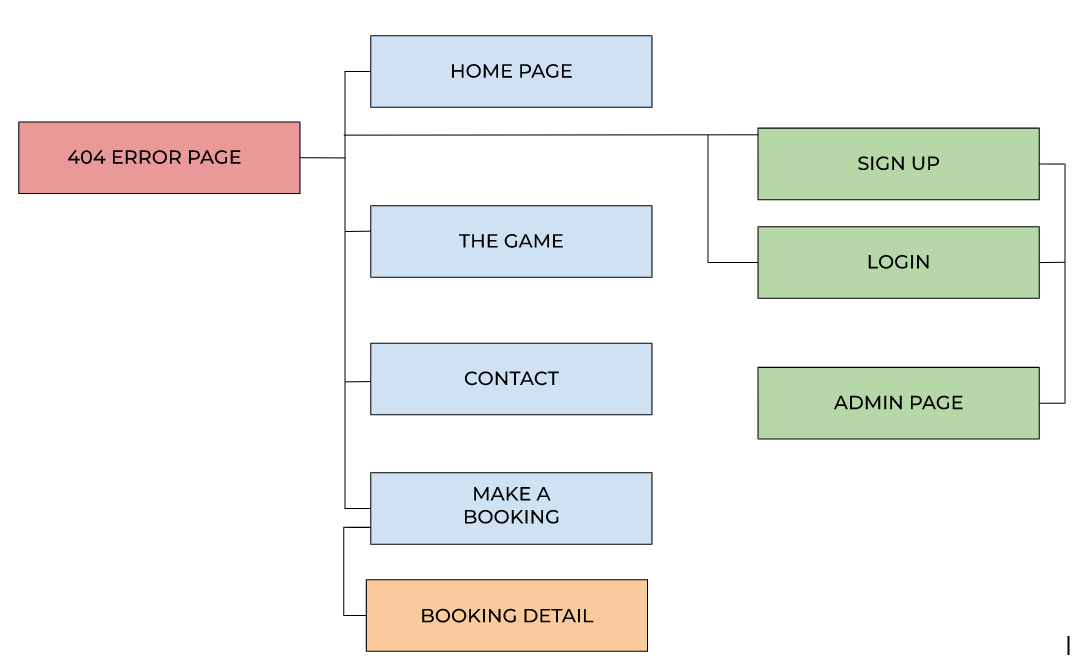 HOME PAGE
404 ERROR PAGE
SIGN UP
THE GAME
LOGIN
CONTACT
ADMIN PAGE
MAKE A
BOOKING
BOOKING DETAIL